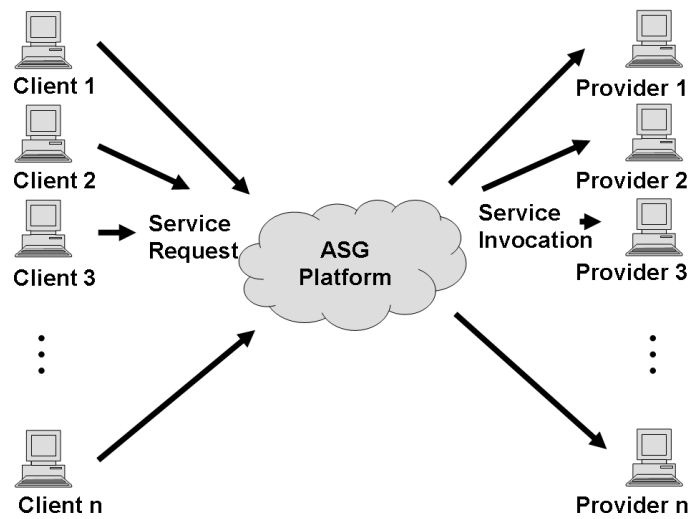 Client 1
Client 2
Client 3
Client n
Service
Request
ASG
Platform
Service
Invocation
Provider 1
Provider 2
Provider 3
Provider n